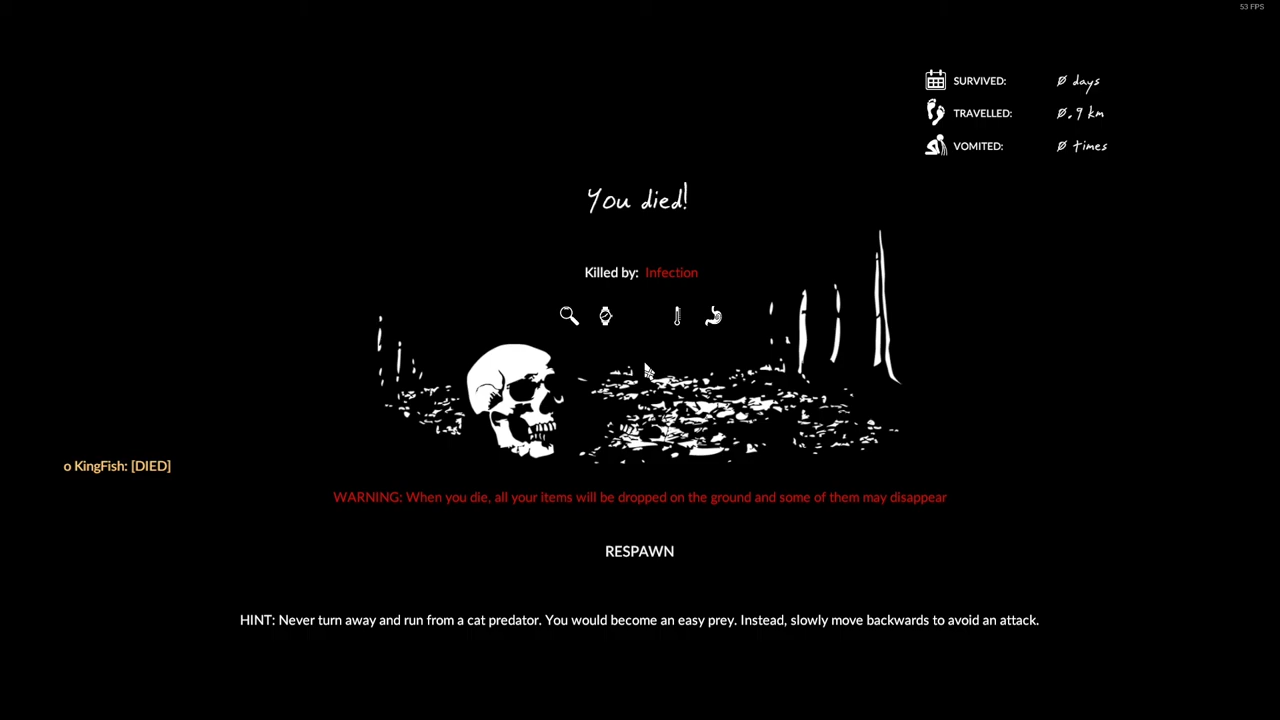 53 FPS
SURVIVED: 0 days
TRAVELLED: 0.9 km
VOMITED: 0 times
You died!
Killed by: Infection
o KingFish: [DIED]
WARNING: When you die, all your items will be dropped on the ground and some of them may disappear
RESPAWN
HINT: Never turn away and run from a cat predator. You would become an easy prey. Instead, slowly move backwards to avoid an attack.